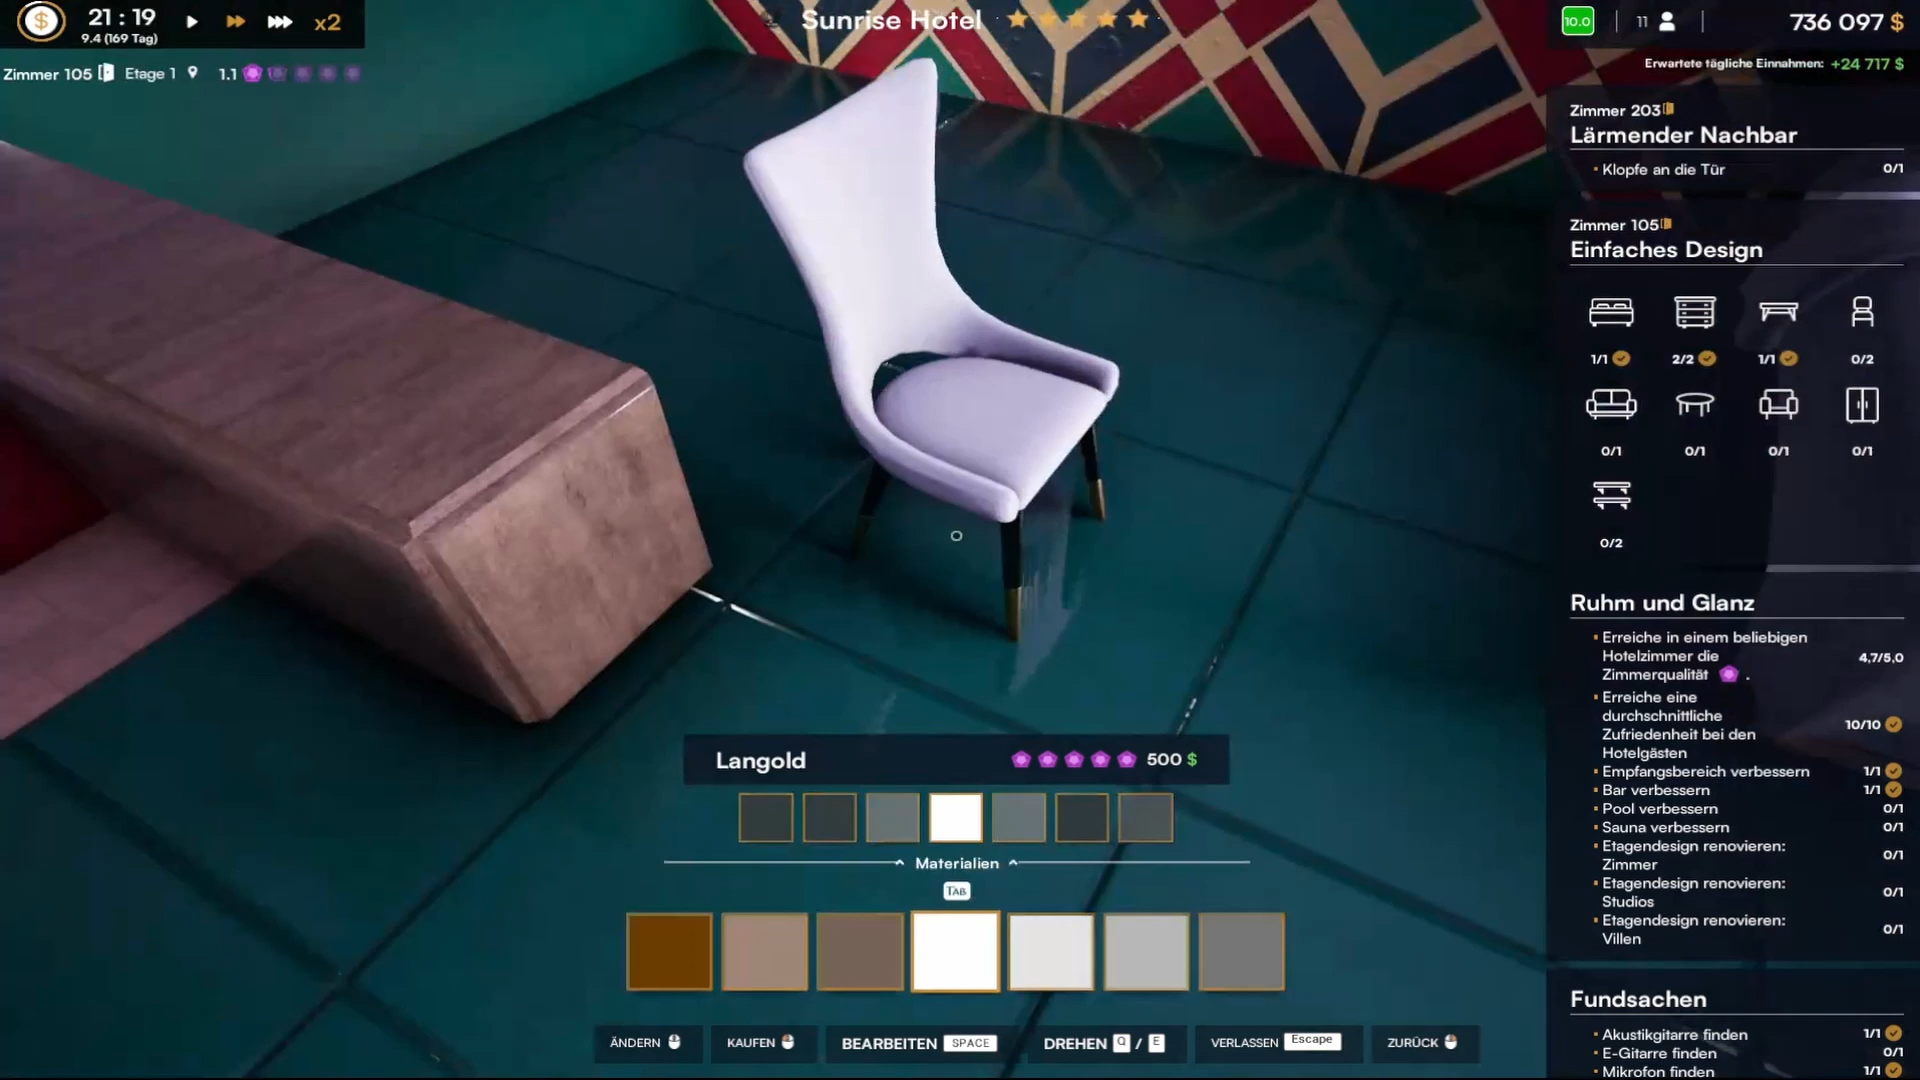 21 : 19
x2
9.4 (169 Tag)
Sunrise Hotel
10.0
11
736 097 $
Erwartete tägliche Einnahmen: +24 717 $
Zimmer 105
Etage 1
1.1
Zimmer 203
Lärmender Nachbar
Klopfe an die Tür 0/1
Zimmer 105
Einfaches Design
1/1
2/2
1/1
0/2
0/1
0/1
0/1
0/1
0/2
Ruhm und Glanz
Erreiche in einem beliebigen
Hotelzimmer die
Zimmerqualität .
4,7/5,0
Erreiche eine
durchschnittliche
Zufriedenheit bei den
Hotelgästen
10/10
Empfangsbereich verbessern 1/1
Bar verbessern 1/1
Pool verbessern 0/1
Sauna verbessern 0/1
Etagendesign renovieren:
Zimmer
0/1
Etagendesign renovieren:
Studios
0/1
Etagendesign renovieren:
Villen
0/1
Fundsachen
Akustikgitarre finden 1/1
E-Gitarre finden 0/1
Mikrofon finden 1/1
Langold 500 $
Materialien
TAB
ÄNDERN
KAUFEN
BEARBEITEN SPACE
DREHEN Q / E
VERLASSEN Escape
ZURÜCK